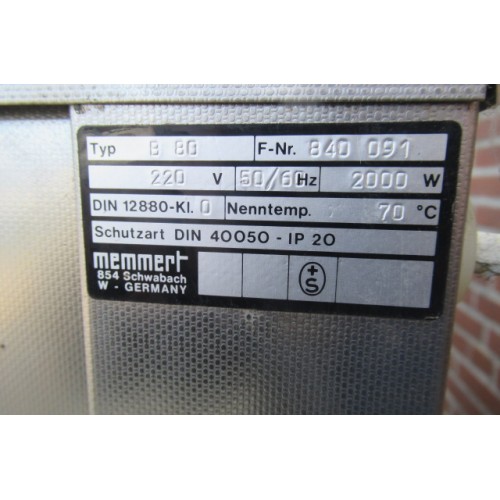 Typ B 80 F-Nr. 840 091
220 V 50/60 Hz 2000 W
DIN 12880-Kl. 0 Nenntemp. 70 °C
Schutzart DIN 40050 - IP 20
memmert
854 Schwabach
W - GERMANY
+S